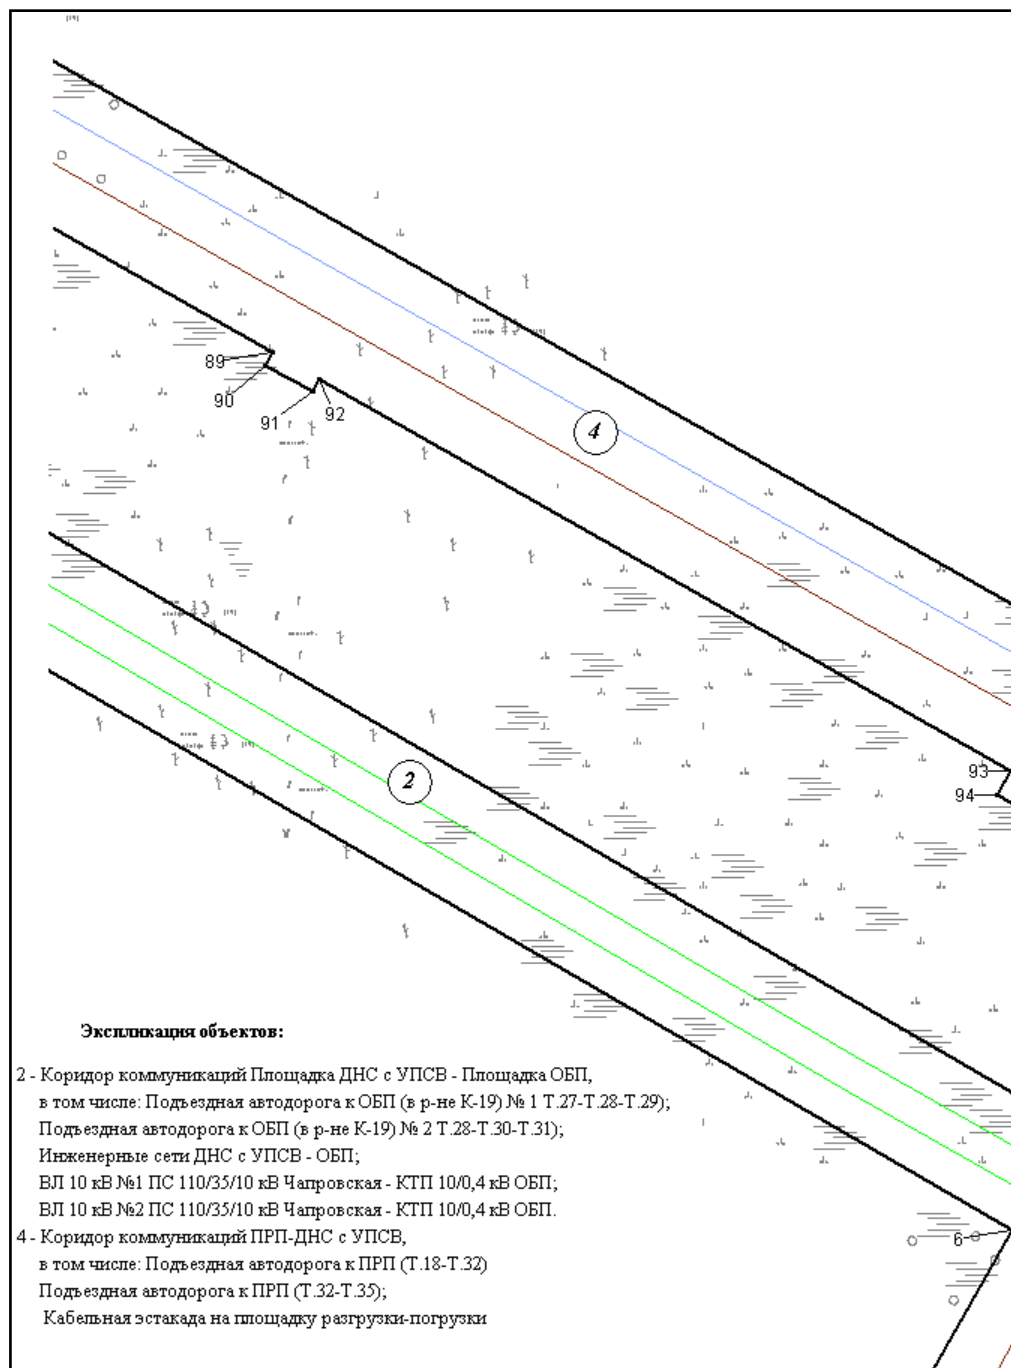 89
90
91
92
4
93
94
2
Экспликация объектов:
2 - Коридор коммуникаций Площадка ДНС с УПСВ - Площадка ОБП,
в том числе: Подъездная автодорога к ОБП (в р-не К-19) № 1 Т.27-Т.28-Т.29);
Подъездная автодорога к ОБП (в р-не К-19) № 2 Т.28-Т.30-Т.31);
Инженерные сети ДНС с УПСВ - ОБП;
ВЛ 10 кВ №1 ПС 110/35/10 кВ Чапровская - КТП 10/0,4 кВ ОБП;
ВЛ 10 кВ №2 ПС 110/35/10 кВ Чапровская - КТП 10/0,4 кВ ОБП.
4 - Коридор коммуникаций ПРП-ДНС с УПСВ,
в том числе: Подъездная автодорога к ПРП (Т.18-Т.32)
Подъездная автодорога к ПРП (Т.32-Т.35);
Кабельная эстакада на площадку разгрузки-погрузки
6